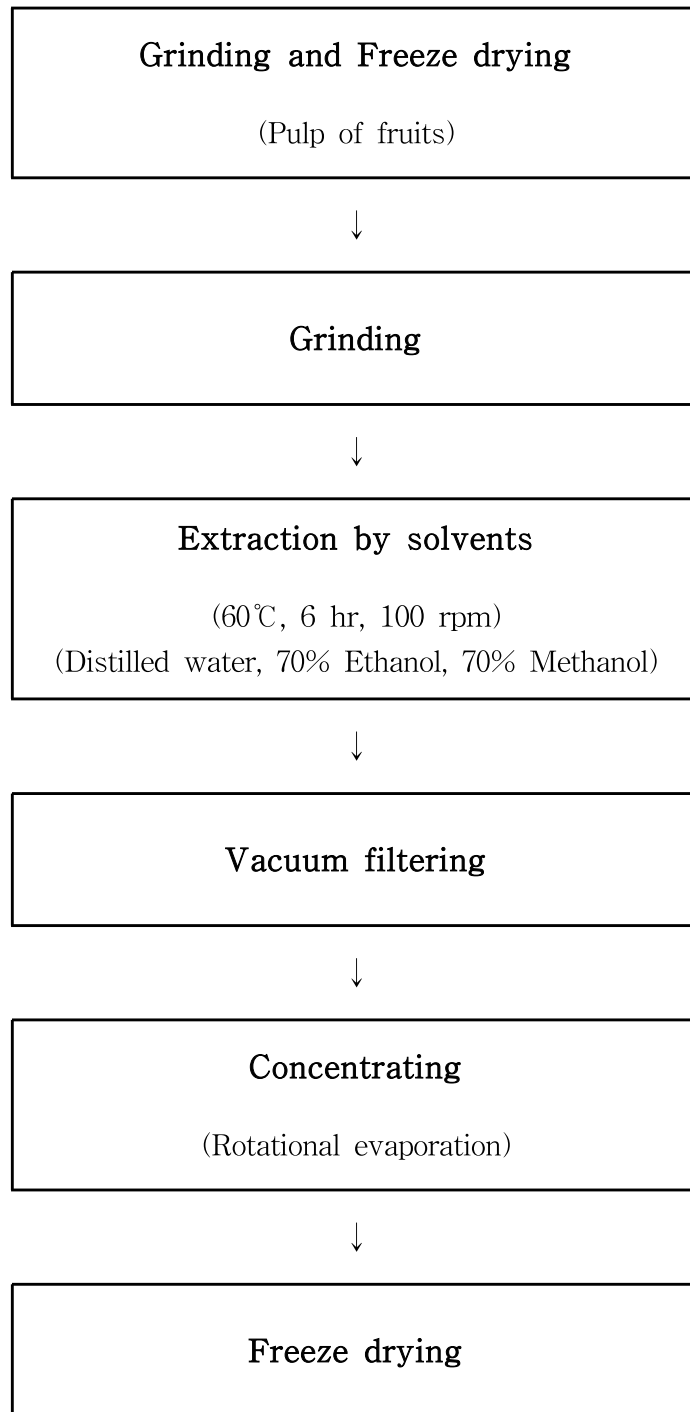 Grinding and Freeze drying
(Pulp of fruits)
↓
Grinding
↓
Extraction by solvents
(60℃, 6 hr, 100 rpm)
(Distilled water, 70% Ethanol, 70% Methanol)
↓
Vacuum filtering
↓
Concentrating
(Rotational evaporation)
↓
Freeze drying